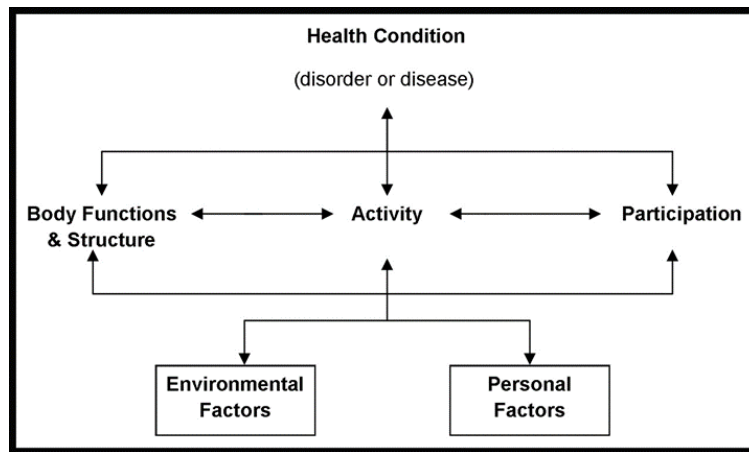 Health Condition
(disorder or disease)
Body Functions
& Structure
Activity
Participation
Environmental
Factors
Personal
Factors